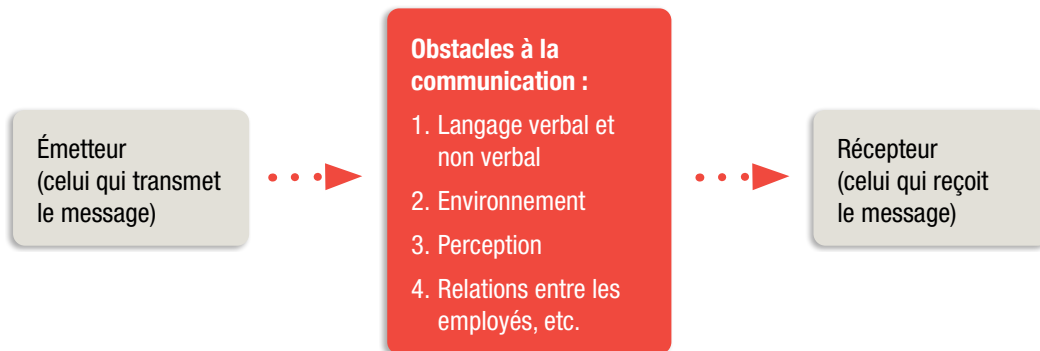 Émetteur
(celui qui transmet
le message)
Obstacles à la
communication :
1. Langage verbal et
non verbal
2. Environnement
3. Perception
4. Relations entre les
employés, etc.
Récepteur
(celui qui reçoit
le message)